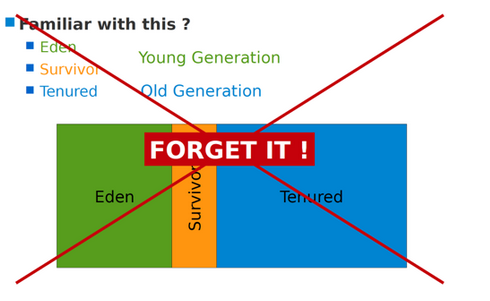 Familiar with this ?
Eden
Survivor
Tenured
Young Generation
Old Generation
FORGET IT !
Eden
Survivor
Tenured